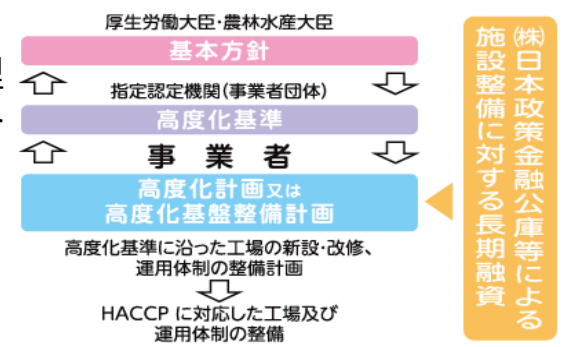 厚生労働大臣・農林水産大臣
基本方針
指定認定機関（事業者団体）
高度化基準
事業者
高度化計画又は
高度化基盤整備計画
高度化基準に沿った工場の新設・改修、
運用体制の整備計画
HACCP に対応した工場及び
運用体制の整備
㈱日本政策金融公庫等による
施設整備に対する長期融資